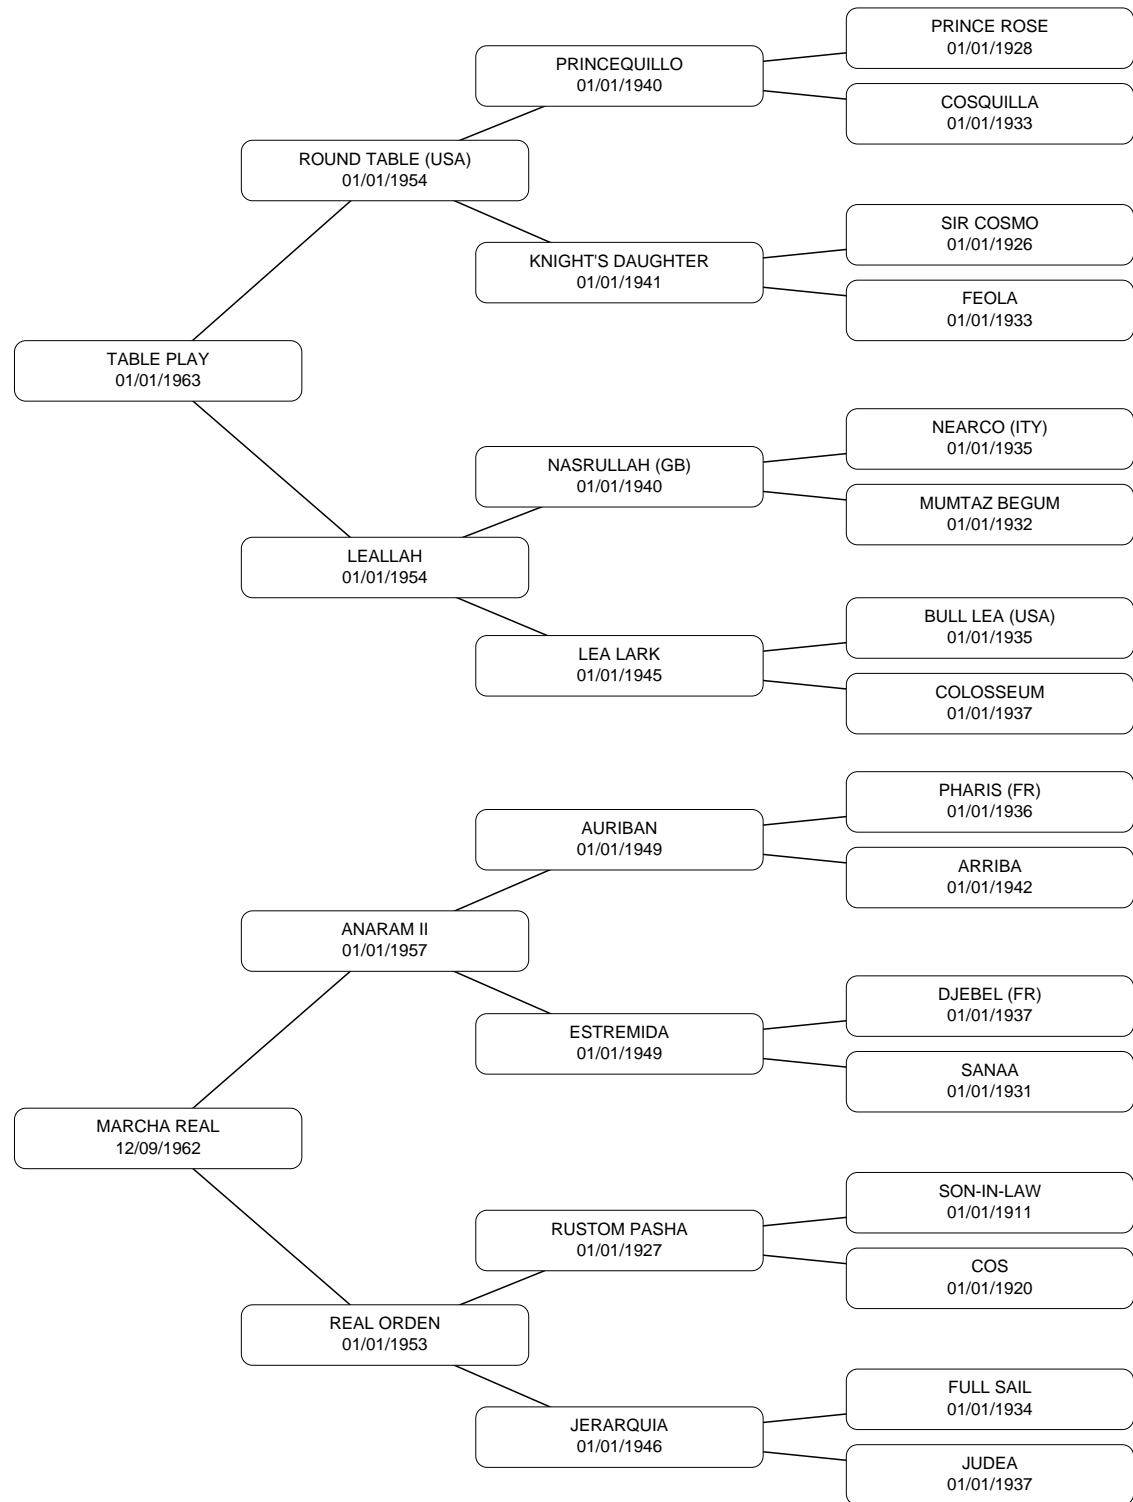 PRINCE ROSE
01/01/1928
PRINCEQUILLO
01/01/1940
COSQUILLA
01/01/1933
ROUND TABLE (USA)
01/01/1954
SIR COSMO
01/01/1926
KNIGHT'S DAUGHTER
01/01/1941
FEOLA
01/01/1933
TABLE PLAY
01/01/1963
NEARCO (ITY)
01/01/1935
NASRULLAH (GB)
01/01/1940
MUMTAZ BEGUM
01/01/1932
LEALLAH
01/01/1954
BULL LEA (USA)
01/01/1935
LEA LARK
01/01/1945
COLOSSEUM
01/01/1937
PHARIS (FR)
01/01/1936
AURIBAN
01/01/1949
ARRIBA
01/01/1942
ANARAM II
01/01/1957
DJEBEL (FR)
01/01/1937
ESTREMIDA
01/01/1949
SANAA
01/01/1931
MARCHA REAL
12/09/1962
SON-IN-LAW
01/01/1911
RUSTOM PASHA
01/01/1927
COS
01/01/1920
REAL ORDEN
01/01/1953
FULL SAIL
01/01/1934
JERARQUIA
01/01/1946
JUDEA
01/01/1937